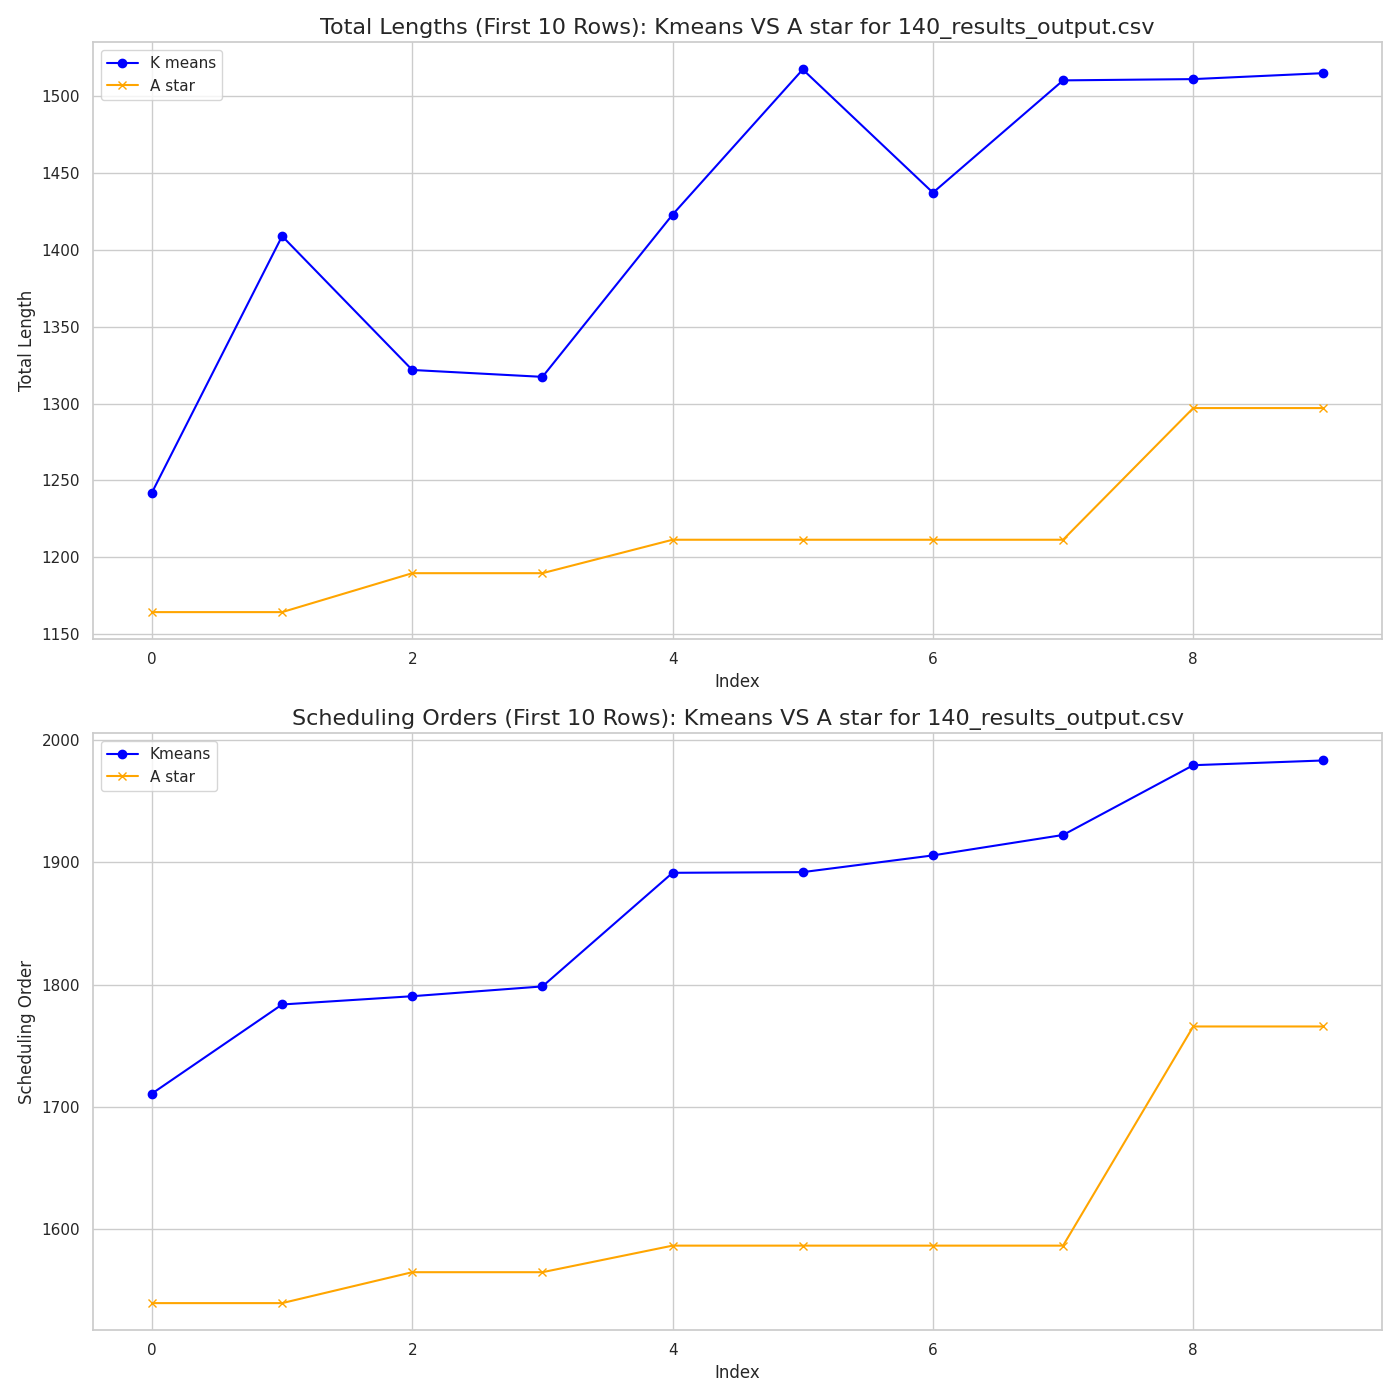 Total Lengths (First 10 Rows): Kmeans VS A star for 140_results_output.csv
K means
A star
1500
1450
1400
1350
1300
1250
1200
1150
Total Length
0 2 4 6 8
Index
Scheduling Orders (First 10 Rows): Kmeans VS A star for 140_results_output.csv
Kmeans
A star
2000
1900
1800
1700
1600
Scheduling Order
0 2 4 6 8
Index